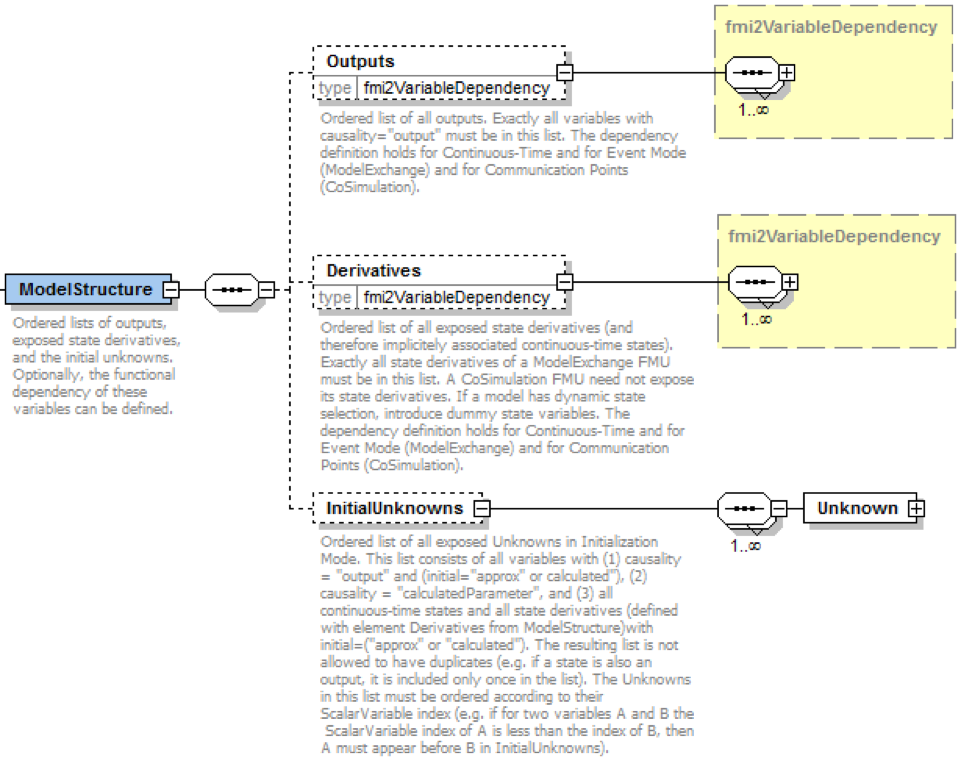 fmi2VariableDependency
Outputs
type fmi2VariableDependency
1..∞
Ordered list of all outputs. Exactly all variables with
causality="output" must be in this list. The dependency
definition holds for Continuous-Time and for Event Mode
(ModelExchange) and for Communication Points
(CoSimulation).
fmi2VariableDependency
Derivatives
type fmi2VariableDependency
1..∞
ModelStructure
Ordered lists of outputs,
exposed state derivatives,
and the initial unknowns.
Optionally, the functional
dependency of these
variables can be defined.
Ordered list of all exposed state derivatives (and
therefore implicitely associated continuous-time states).
Exactly all state derivatives of a ModelExchange FMU
must be in this list. A CoSimulation FMU need not expose
its state derivatives. If a model has dynamic state
selection, introduce dummy state variables. The
dependency definition holds for Continuous-Time and for
Event Mode (ModelExchange) and for Communication
Points (CoSimulation).
InitialUnknowns
Unknown
1..∞
Ordered list of all exposed Unknowns in Initialization
Mode. This list consists of all variables with (1) causality
= "output" and (initial="approx" or calculated"), (2)
causality = "calculatedParameter", and (3) all
continuous-time states and all state derivatives (defined
with element Derivatives from ModelStructure)with
initial=("approx" or "calculated"). The resulting list is not
allowed to have duplicates (e.g. if a state is also an
output, it is included only once in the list). The Unknowns
in this list must be ordered according to their
ScalarVariable index (e.g. if for two variables A and B the
ScalarVariable index of A is less than the index of B, then
A must appear before B in InitialUnknowns).